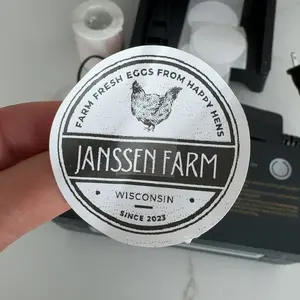 FARM FRESH EGGS FROM HAPPY HENS
JANSSEN FARM
WISCONSIN
SINCE 2023